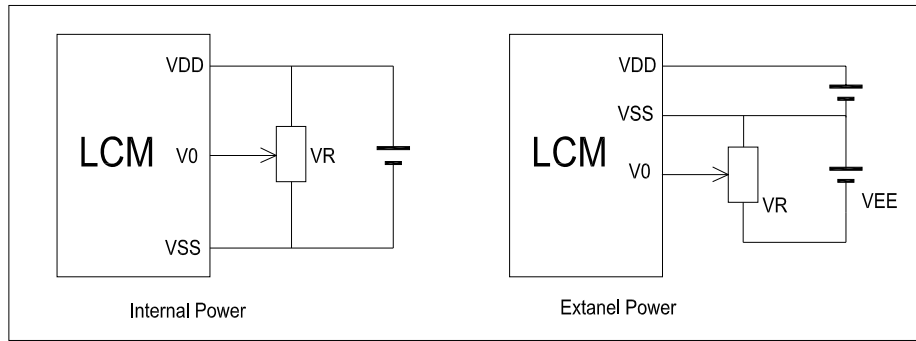 VDD
LCM
V0
VR
VSS
Internal Power
VDD
VSS
LCM
V0
VR
VEE
Extanel Power